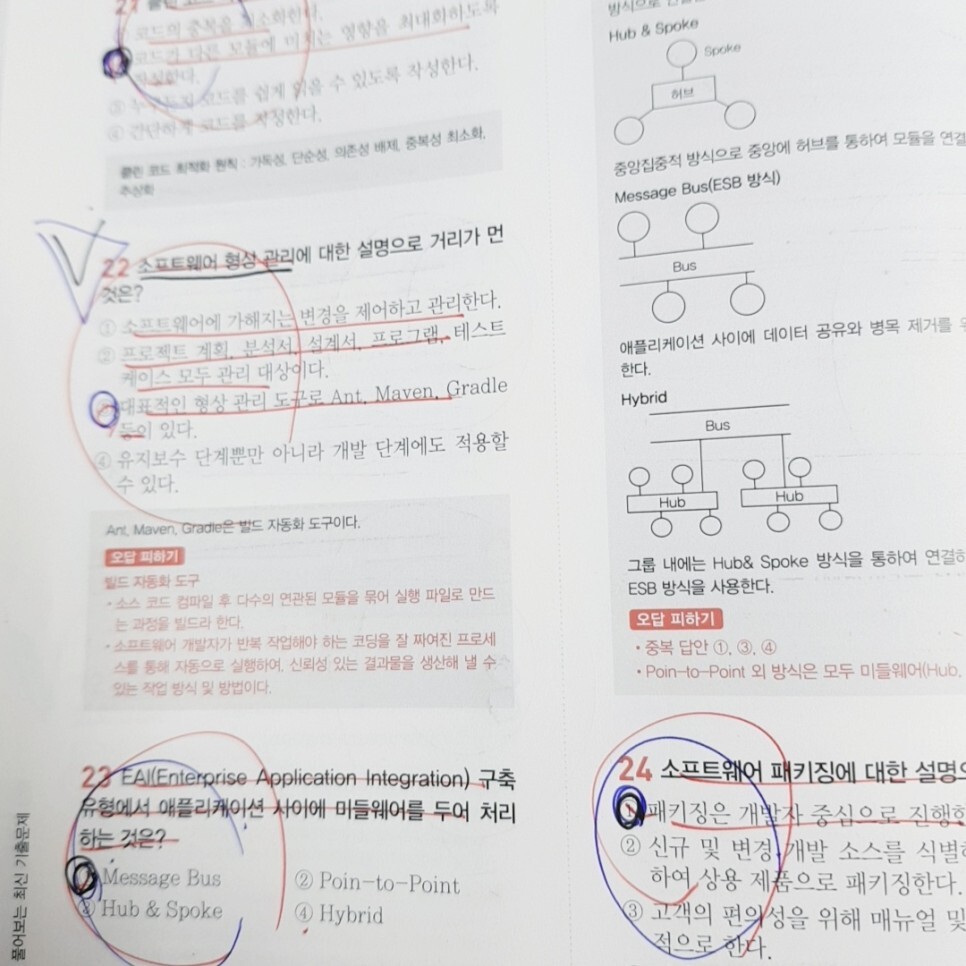 21 클린 코드
코드의 중복을 최소화한다.
코드가 다른 모듈에 미치는 영향을 최대화하도록
작성한다.
③ 누구든지 코드를 쉽게 읽을 수 있도록 작성한다.
④ 간단하게 코드를 작성한다.
클린 코드 최적화 원칙 : 가독성, 단순성, 의존성 배제, 중복성 최소화,
추상화
22 소프트웨어 형상 관리에 대한 설명으로 거리가 먼
것은?
① 소프트웨어에 가해지는 변경을 제어하고 관리한다.
② 프로젝트 계획, 분석서, 설계서, 프로그램, 테스트
케이스 모두 관리 대상이다.
③ 대표적인 형상 관리 도구로 Ant, Maven, Gradle
등이 있다.
④ 유지보수 단계뿐만 아니라 개발 단계에도 적용할
수 있다.
Ant, Maven, Gradle은 빌드 자동화 도구이다.
오답 피하기
빌드 자동화 도구
• 소스 코드 컴파일 후 다수의 연관된 모듈을 묶어 실행 파일로 만드
는 과정을 빌드라 한다.
• 소프트웨어 개발자가 반복 작업해야 하는 코딩을 잘 짜여진 프로세
스를 통해 자동으로 실행하여, 신뢰성 있는 결과물을 생산해 낼 수
있는 작업 방식 및 방법이다.
23 EAI(Enterprise Application Integration) 구축
유형에서 애플리케이션 사이에 미들웨어를 두어 처리
하는 것은?
Message Bus
② Poin-to-Point
③ Hub & Spoke
④ Hybrid
풀어보는 최신 기출문제
방식으로
Hub & Spoke
Spoke
허브
중앙집중적 방식으로 중앙에 허브를 통하여 모듈을 연결
Message Bus(ESB 방식)
Bus
애플리케이션 사이에 데이터 공유와 병목 제거를
한다.
Hybrid
Bus
Hub
Hub
그룹 내에는 Hub& Spoke 방식을 통하여 연결
ESB 방식을 사용한다.
오답 피하기
• 중복 답안 ①, ③, ④
• Poin-to-Point 외 방식은 모두 미들웨어(Hub,
24 소프트웨어 패키징에 대한 설명으
① 패키징은 개발자 중심으로 진행한
② 신규 및 변경 개발 소스를 식별
하여 상용 제품으로 패키징한다.
③ 고객의 편의성을 위해 매뉴얼 및
적으로 한다.